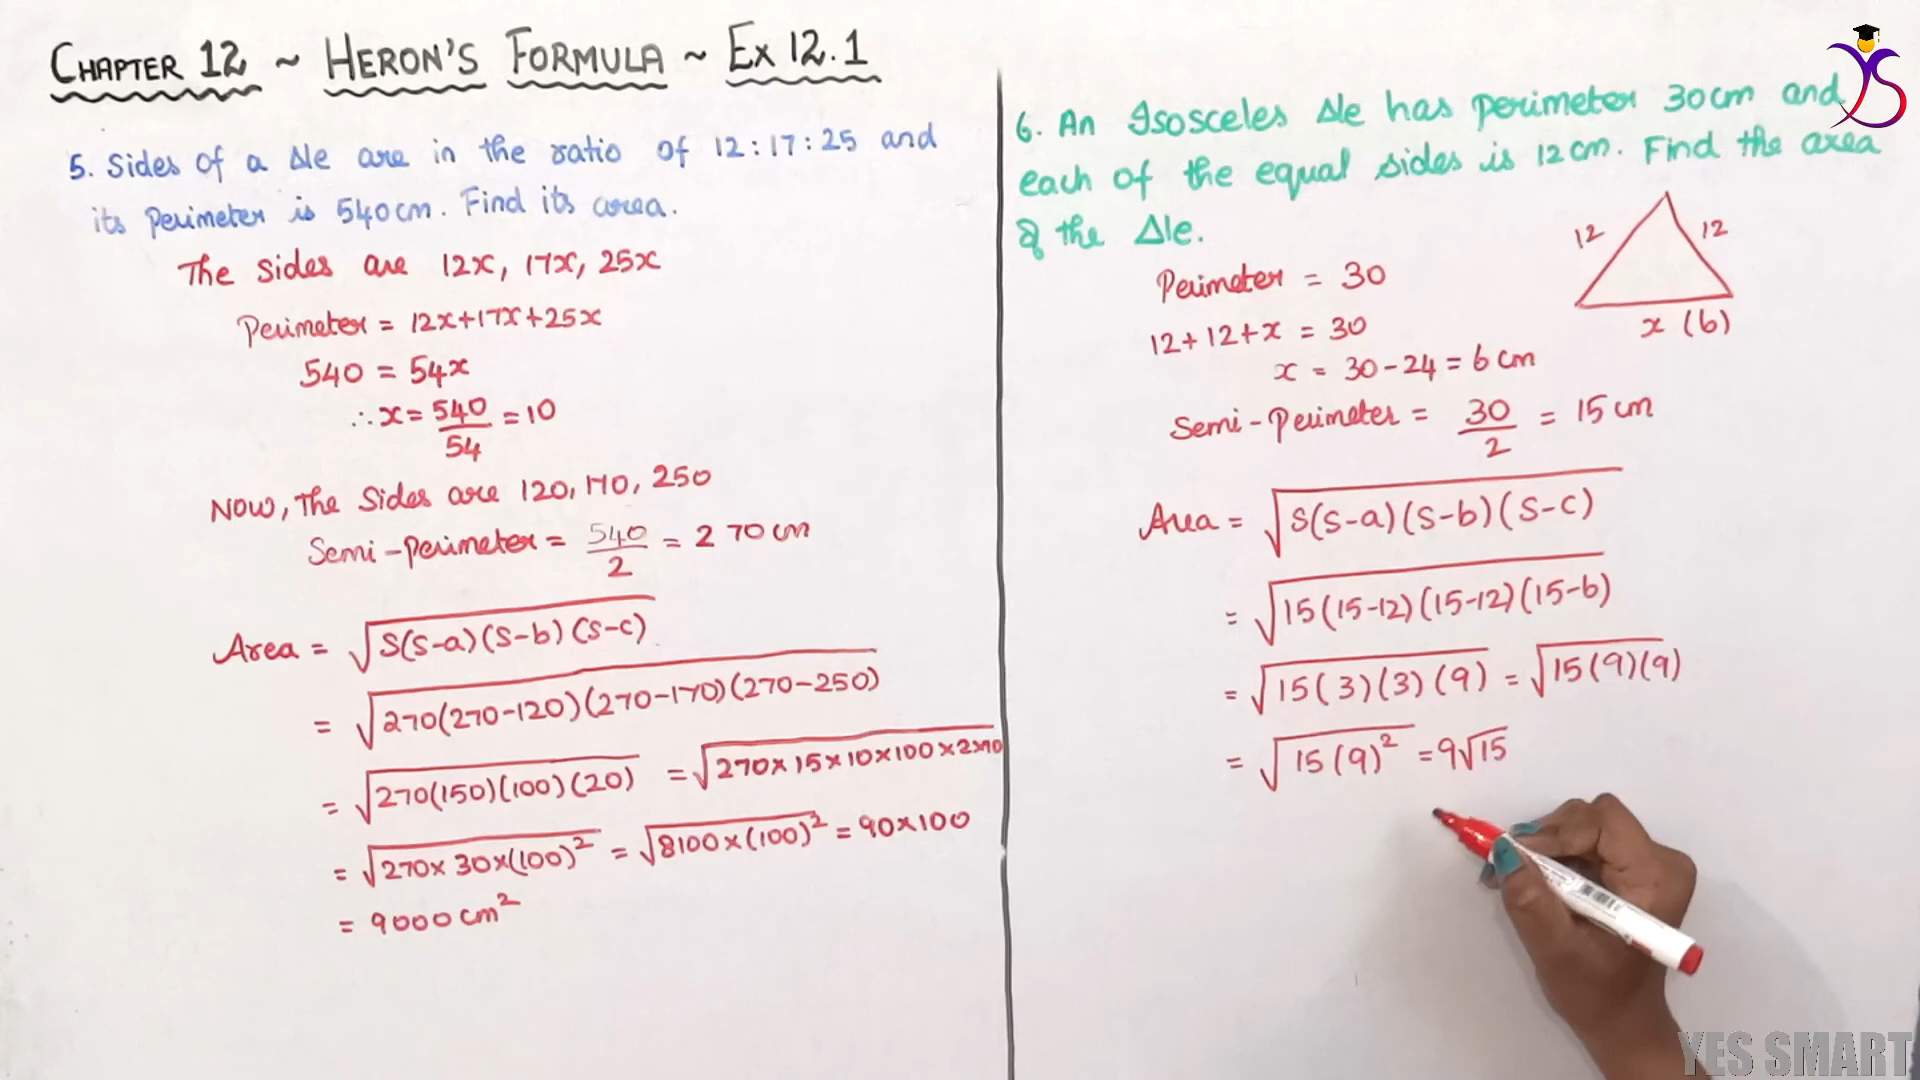 CHAPTER 12 ~ HERON'S FORMULA ~ EX 12.1
5. Sides of a Δle are in the ratio of 12:17:25 and
its perimeter is 540cm. Find its area.
The sides are 12x, 17x, 25x
Perimeter = 12x+17x+25x
540 = 54x
∴x = 540/54 = 10
Now, The Sides are 120, 170, 250
Semi-perimeter = 540/2 = 270 cm
Area = √S(S-a)(S-b)(S-c)
= √270(270-120)(270-170)(270-250)
= √270(150)(100)(20) = √270×15×10×100×2×10
= √270×30×(100)² = √8100×(100)² = 90×100
= 9000 cm²
6. An Isosceles Δle has perimeter 30cm and
each of the equal sides is 12cm. Find the area
of the Δle.
12
12
x (6)
Perimeter = 30
12+12+x = 30
x = 30-24 = 6 cm
Semi-Perimeter = 30/2 = 15 cm
Area = √S(S-a)(S-b)(S-c)
= √15(15-12)(15-12)(15-6)
= √15(3)(3)(9) = √15(9)(9)
= √15(9)² = 9√15
YS
YES SMART